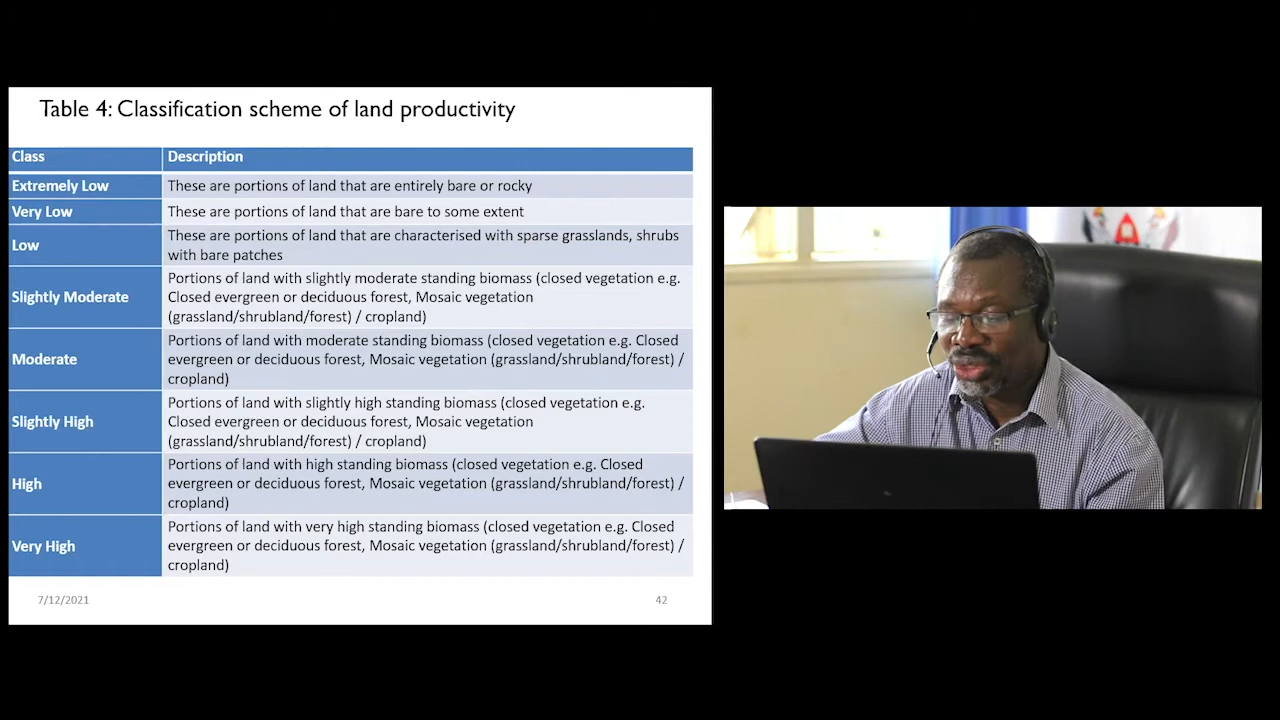 Table 4: Classification scheme of land productivity
Class Description
Extremely Low These are portions of land that are entirely bare or rocky
Very Low These are portions of land that are bare to some extent
Low These are portions of land that are characterised with sparse grasslands, shrubs
with bare patches
Slightly Moderate Portions of land with slightly moderate standing biomass (closed vegetation e.g.
Closed evergreen or deciduous forest, Mosaic vegetation
(grassland/shrubland/forest) / cropland)
Moderate Portions of land with moderate standing biomass (closed vegetation e.g. Closed
evergreen or deciduous forest, Mosaic vegetation (grassland/shrubland/forest) /
cropland)
Slightly High Portions of land with slightly high standing biomass (closed vegetation e.g.
Closed evergreen or deciduous forest, Mosaic vegetation
(grassland/shrubland/forest) / cropland)
High Portions of land with high standing biomass (closed vegetation e.g. Closed
evergreen or deciduous forest, Mosaic vegetation (grassland/shrubland/forest) /
cropland)
Very High Portions of land with very high standing biomass (closed vegetation e.g. Closed
evergreen or deciduous forest, Mosaic vegetation (grassland/shrubland/forest) /
cropland)
7/12/2021 42